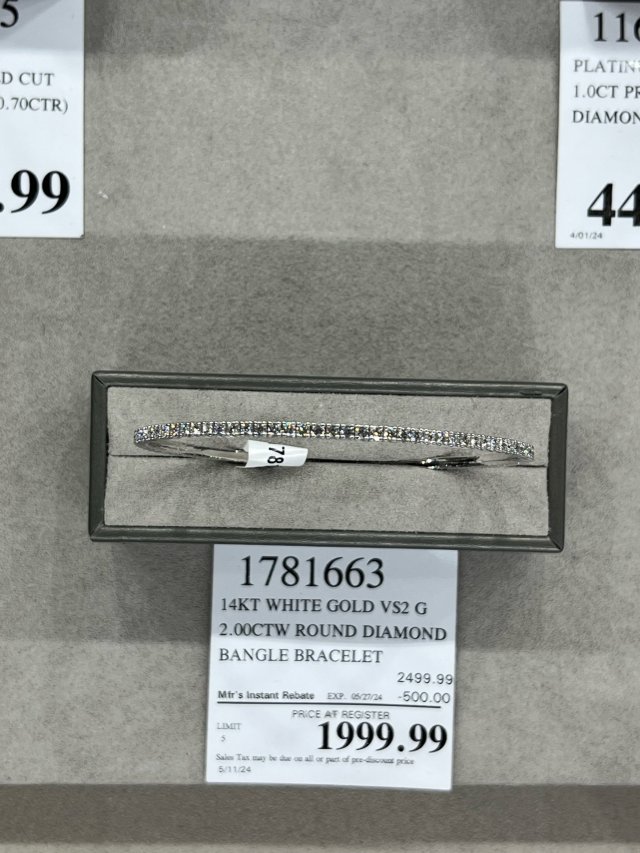 5
D CUT
0.70CTR)
.99
116
PLATIN
1.0CT PR
DIAMON
44
4/01/24
78
1781663
14KT WHITE GOLD VS2 G
2.00CTW ROUND DIAMOND
BANGLE BRACELET
2499.99
Mfr's Instant Rebate EXP. 05/27/24 -500.00
PRICE AT REGISTER
LIMIT
5
1999.99
Sales Tax may be due on all or part of pre-discount price
5/11/24